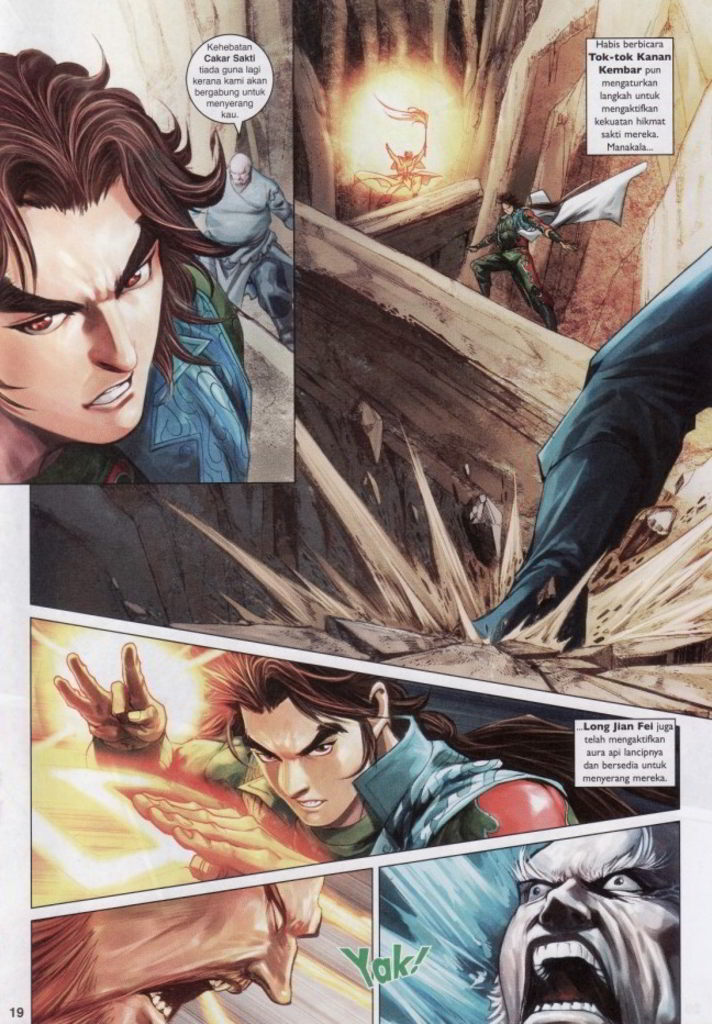 Kehebatan
Cakar Sakti
tiada guna lagi
kerana kami akan
bergabung untuk
menyerang
kau.
Habis berbicara
Tok-tok Kanan
Kembar pun
mengaturkan
langkah untuk
mengaktifkan
kekuatan hikmat
sakti mereka.
Manakala...
...Long Jian Fei juga
telah mengaktifkan
aura api lancipnya
dan bersedia untuk
menyerang mereka.
Yak!
19